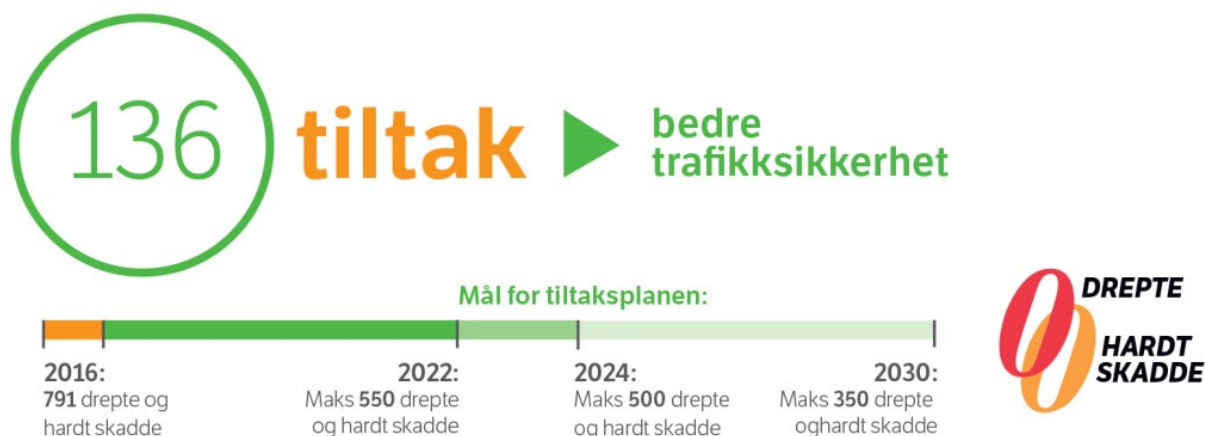 136 tiltak bedre
trafikksikkerhet
Mål for tiltaksplanen:
2016:
791 drepte og
hardt skadde
2022:
Maks 550 drepte
og hardt skadde
2024:
Maks 500 drepte
og hardt skadde
2030:
Maks 350 drepte
oghardt skadde
0 DREPTE
0 HARDT
SKADDE